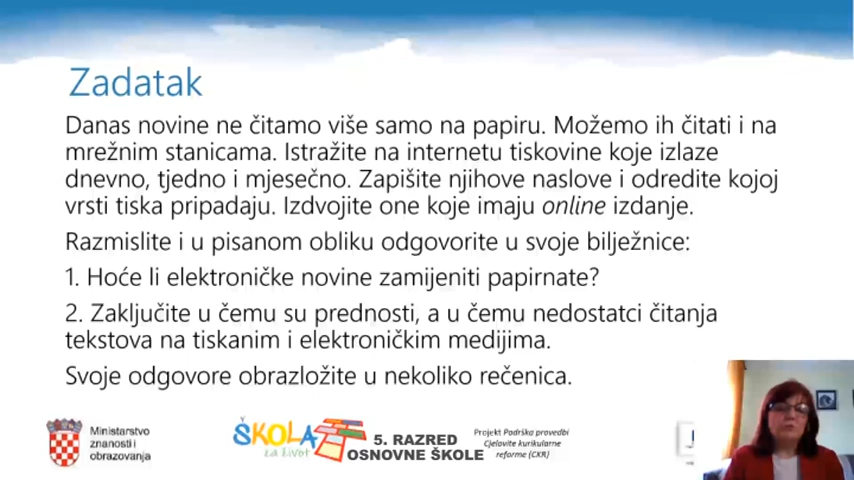 Zadatak
Danas novine ne čitamo više samo na papiru. Možemo ih čitati i na
mrežnim stanicama. Istražite na internetu tiskovine koje izlaze
dnevno, tjedno i mjesečno. Zapišite njihove naslove i odredite kojoj
vrsti tiska pripadaju. Izdvojite one koje imaju online izdanje.
Razmislite i u pisanom obliku odgovorite u svoje bilježnice:
1. Hoće li elektroničke novine zamijeniti papirnate?
2. Zaključite u čemu su prednosti, a u čemu nedostatci čitanja
tekstova na tiskanim i elektroničkim medijima.
Svoje odgovore obrazložite u nekoliko rečenica.
Ministarstvo
znanosti i
obrazovanja
ŠKOLA
za život
5. RAZRED
OSNOVNE ŠKOLE
Projekt Podrška provedbi
Cjelovite kurikularne
reforme (CKR)